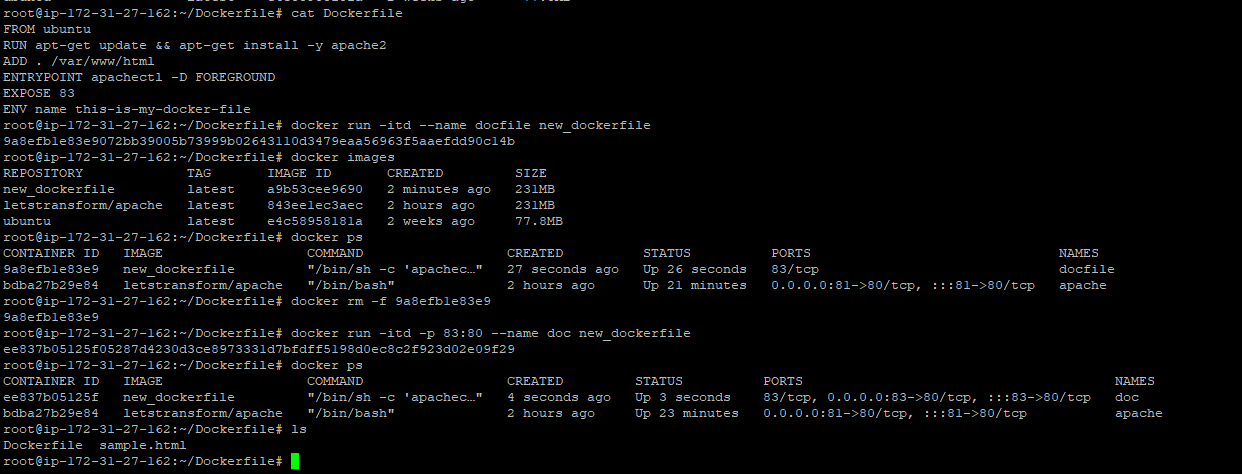 root@ip-172-31-27-162:~/Dockerfile# cat Dockerfile
FROM ubuntu
RUN apt-get update && apt-get install -y apache2
ADD . /var/www/html
ENTRYPOINT apachectl -D FOREGROUND
EXPOSE 83
ENV name this-is-my-docker-file
root@ip-172-31-27-162:~/Dockerfile# docker run -itd --name docfile new_dockerfile
9a8efb1e83e9072bb39005b73999b02643110d3479eaa56963f5aaefdd90c14b
root@ip-172-31-27-162:~/Dockerfile# docker images
REPOSITORY TAG IMAGE ID CREATED SIZE
new_dockerfile latest a9b53cee9690 2 minutes ago 231MB
letstransform/apache latest 843ee1ec3aec 2 hours ago 231MB
ubuntu latest e4c58958181a 2 weeks ago 77.8MB
root@ip-172-31-27-162:~/Dockerfile# docker ps
CONTAINER ID IMAGE COMMAND CREATED STATUS PORTS NAMES
9a8efb1e83e9 new_dockerfile "/bin/sh -c 'apachec…" 27 seconds ago Up 26 seconds 83/tcp docfile
bdba27b29e84 letstransform/apache "/bin/bash" 2 hours ago Up 21 minutes 0.0.0.0:81->80/tcp, :::81->80/tcp apache
root@ip-172-31-27-162:~/Dockerfile# docker rm -f 9a8efb1e83e9
9a8efb1e83e9
root@ip-172-31-27-162:~/Dockerfile# docker run -itd -p 83:80 --name doc new_dockerfile
ee837b05125f05287d4230d3ce8973331d7bfdff5198d0ec8c2f923d02e09f29
root@ip-172-31-27-162:~/Dockerfile# docker ps
CONTAINER ID IMAGE COMMAND CREATED STATUS PORTS NAMES
ee837b05125f new_dockerfile "/bin/sh -c 'apachec…" 4 seconds ago Up 3 seconds 83/tcp, 0.0.0.0:83->80/tcp, :::83->80/tcp doc
bdba27b29e84 letstransform/apache "/bin/bash" 2 hours ago Up 23 minutes 0.0.0.0:81->80/tcp, :::81->80/tcp apache
root@ip-172-31-27-162:~/Dockerfile# ls
Dockerfile sample.html
root@ip-172-31-27-162:~/Dockerfile#